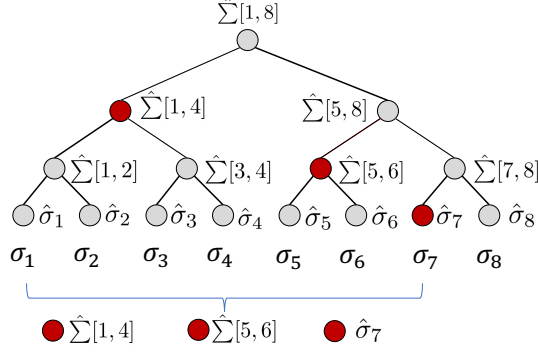 ∑̂[1, 8]
∑̂[1, 4] ∑̂[5, 8]
∑̂[1, 2] ∑̂[3, 4] ∑̂[5, 6] ∑̂[7, 8]
σ̂₁ σ̂₂ σ̂₃ σ̂₄ σ̂₅ σ̂₆ σ̂₇ σ̂₈
σ₁ σ₂ σ₃ σ₄ σ₅ σ₆ σ₇ σ₈
∑̂[1, 4] ∑̂[5, 6] σ̂₇